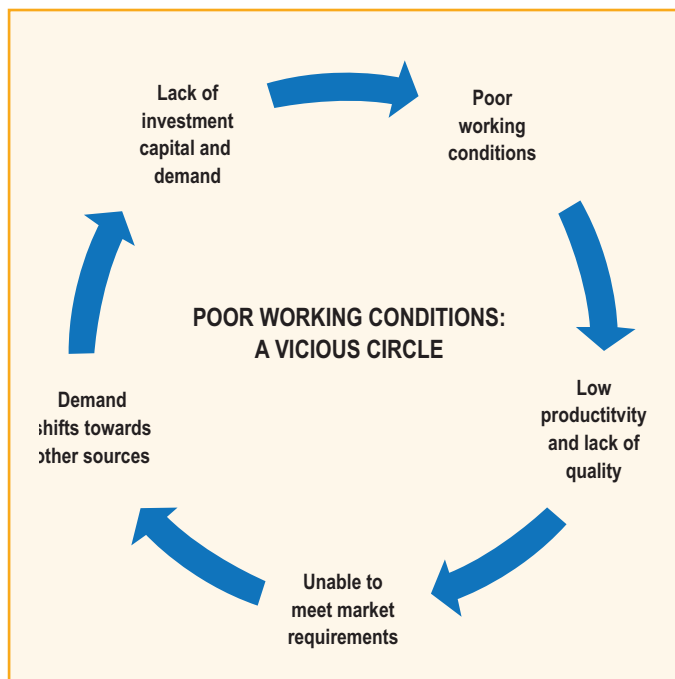 Lack of
investment
capital and
demand
Poor
working
conditions
POOR WORKING CONDITIONS:
A VICIOUS CIRCLE
Low
productitvity
and lack of
quality
Unable to
meet market
requirements
Demand
shifts towards
other sources